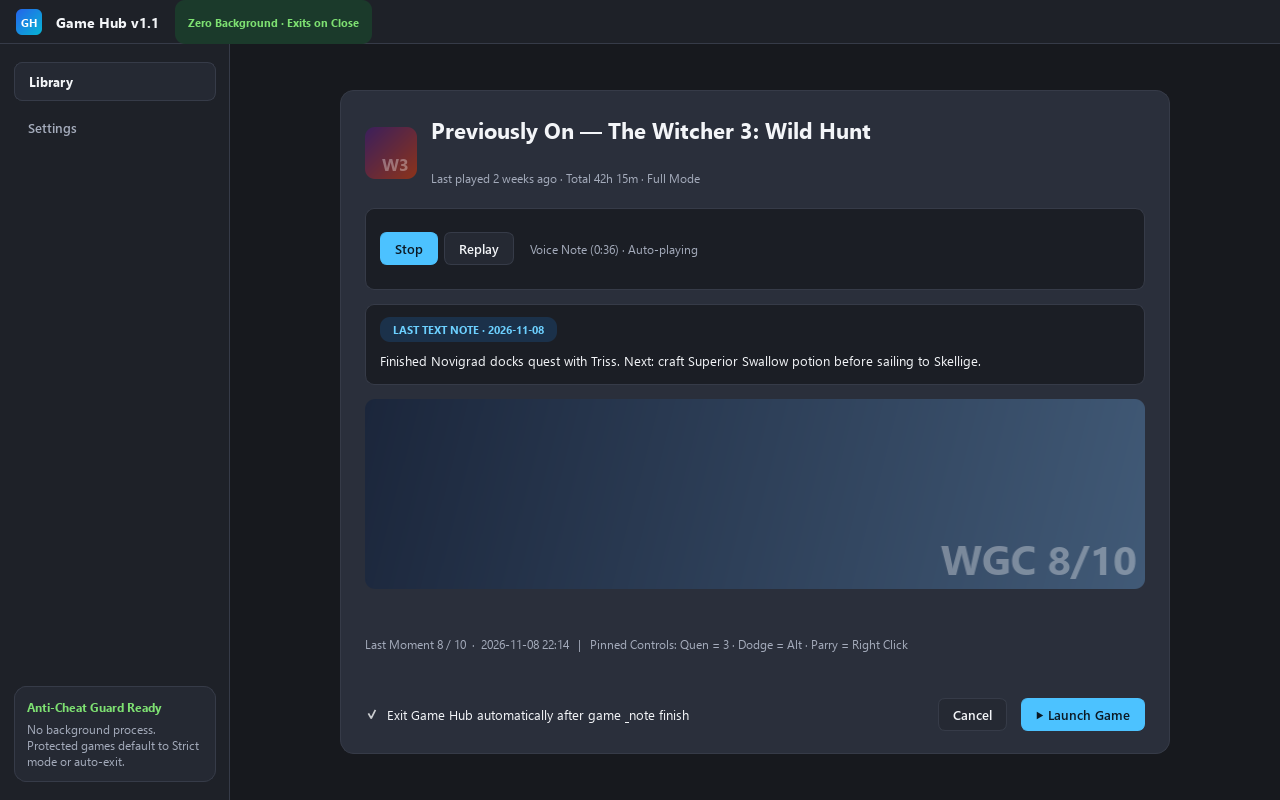 GH
Game Hub v1.1
Zero Background · Exits on Close
Library
Settings
Previously On — The Witcher 3: Wild Hunt
W3
Last played 2 weeks ago · Total 42h 15m · Full Mode
Stop
Replay
Voice Note (0:36) · Auto-playing
LAST TEXT NOTE · 2026-11-08
Finished Novigrad docks quest with Triss. Next: craft Superior Swallow potion before sailing to Skellige.
WGC 8/10
Last Moment 8 / 10 · 2026-11-08 22:14 | Pinned Controls: Quen = 3 · Dodge = Alt · Parry = Right Click
✓ Exit Game Hub automatically after game _note finish
Cancel
▶ Launch Game
Anti-Cheat Guard Ready
No background process.
Protected games default to Strict
mode or auto-exit.